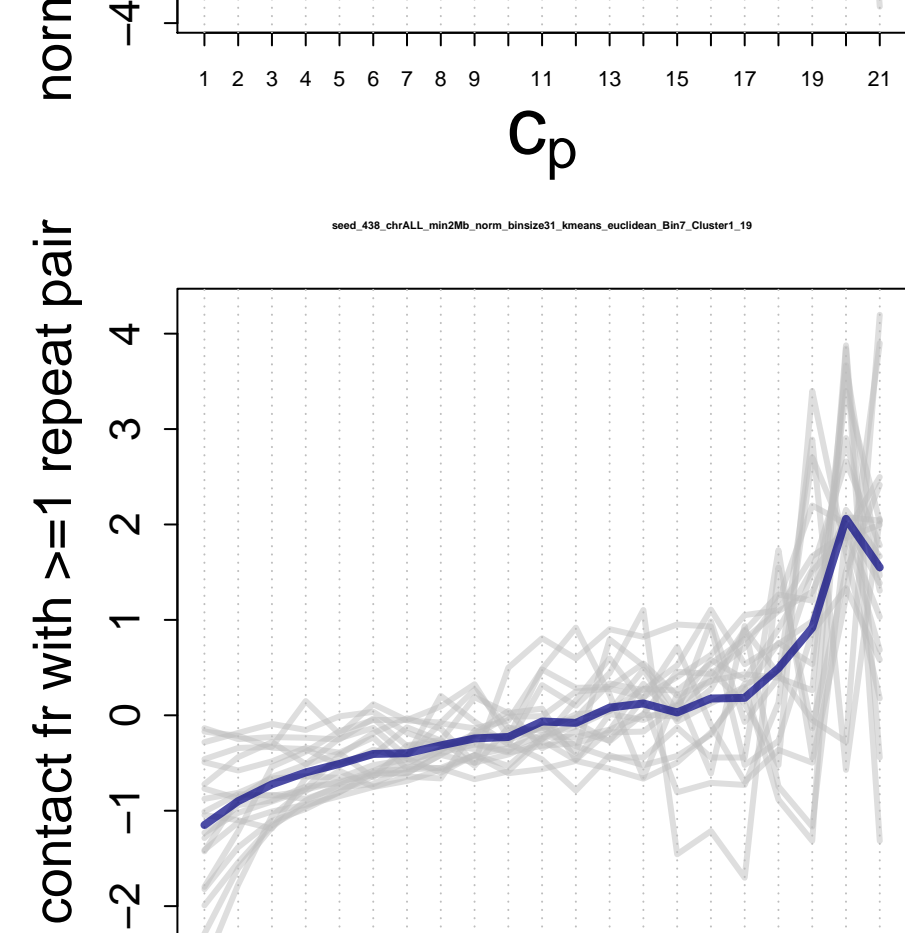 norm
−4
1 2 3 4 5 6 7 8 9 11 13 15 17 19 21
cp
seed_438_chrALL_min2Mb_norm_binsize31_kmeans_euclidean_Bin7_Cluster1_19
contact fr with >=1 repeat pair
4
3
2
1
0
−1
−2